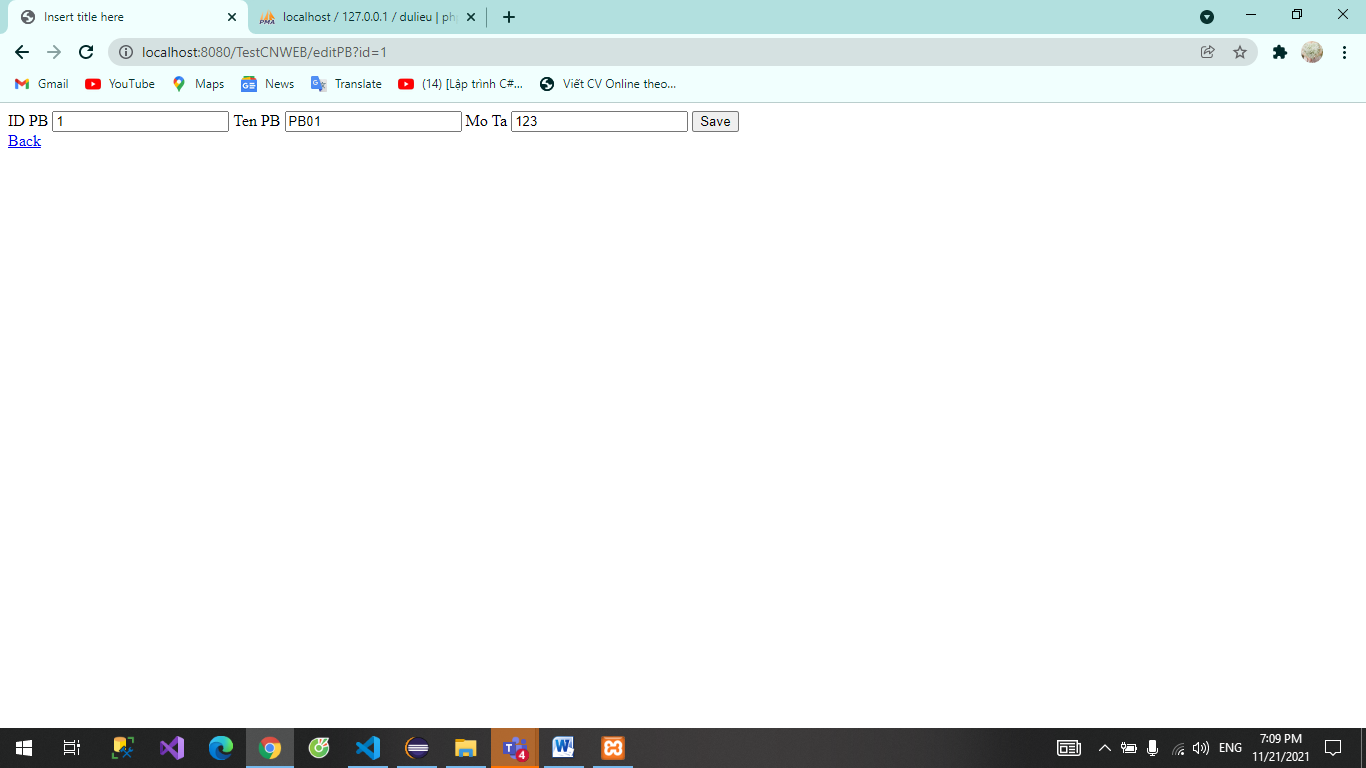 Insert title here
PMA localhost / 127.0.0.1 / dulieu | ph
localhost:8080/TestCNWEB/editPB?id=1
Gmail YouTube Maps News Translate (14) [Lập trình C#... Viết CV Online theo...
ID PB 1 Ten PB PB01 Mo Ta 123 Save
Back
4 ENG 7:09 PM
11/21/2021